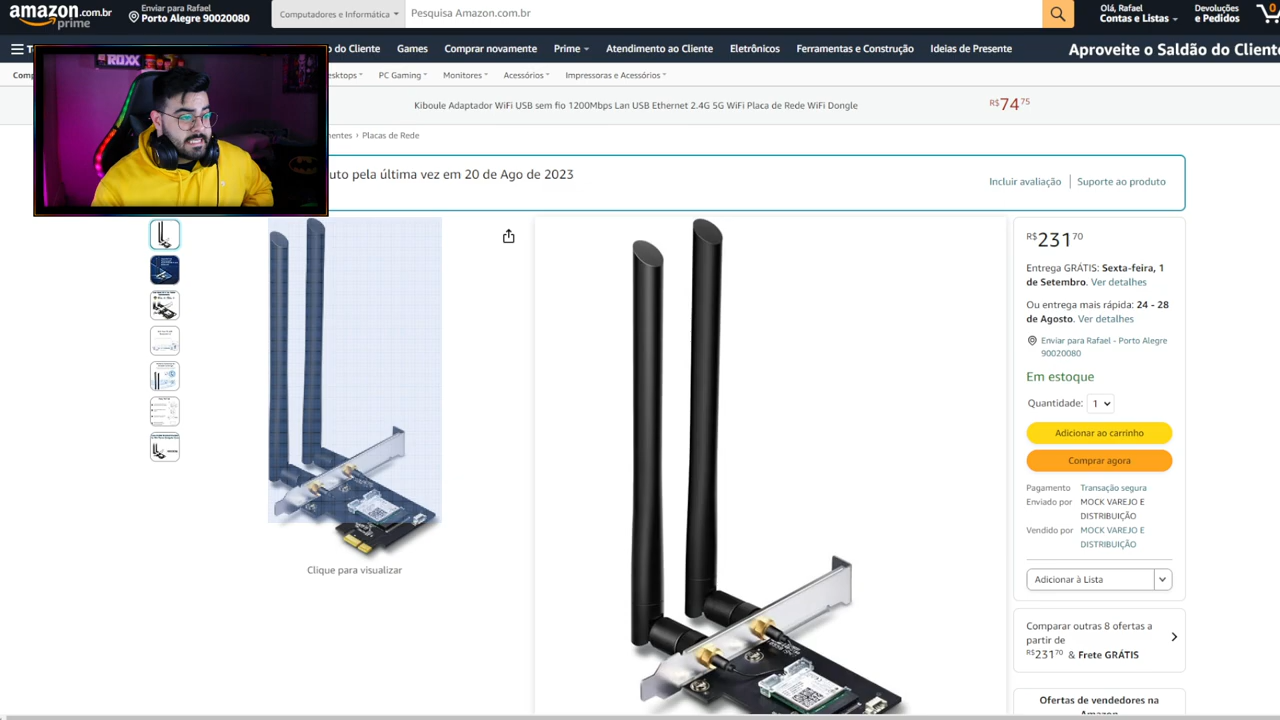 amazon.com.br
prime
Enviar para Rafael
Porto Alegre 90020080
Computadores e Informática
Pesquisa Amazon.com.br
Olá, Rafael
Contas e Listas
Devoluções
e Pedidos
0
do Cliente
Games
Comprar novamente
Prime
Atendimento ao Cliente
Eletrônicos
Ferramentas e Construção
Ideias de Presente
Aproveite o Saldão do Client
Comp
esktops
PC Gaming
Monitores
Acessórios
Impressoras e Acessórios
ROXX
Kiboule Adaptador WiFi USB sem fio 1200Mbps Lan USB Ethernet 2.4G 5G WiFi Placa de Rede WiFi Dongle
R$74 75
nentes › Placas de Rede
uto pela última vez em 20 de Ago de 2023
Incluir avaliação
Suporte ao produto
R$231 70
Entrega GRÁTIS: Sexta-feira, 1
de Setembro. Ver detalhes
Ou entrega mais rápida: 24 - 28
de Agosto. Ver detalhes
Enviar para Rafael - Porto Alegre
90020080
Em estoque
Quantidade: 1
Adicionar ao carrinho
Comprar agora
Pagamento Transação segura
Enviado por MOCK VAREJO E
DISTRIBUIÇÃO
Vendido por MOCK VAREJO E
DISTRIBUIÇÃO
Clique para visualizar
Adicionar à Lista
Comparar outras 8 ofertas a
partir de
R$231 70 & Frete GRÁTIS
Ofertas de vendedores na
Amazon